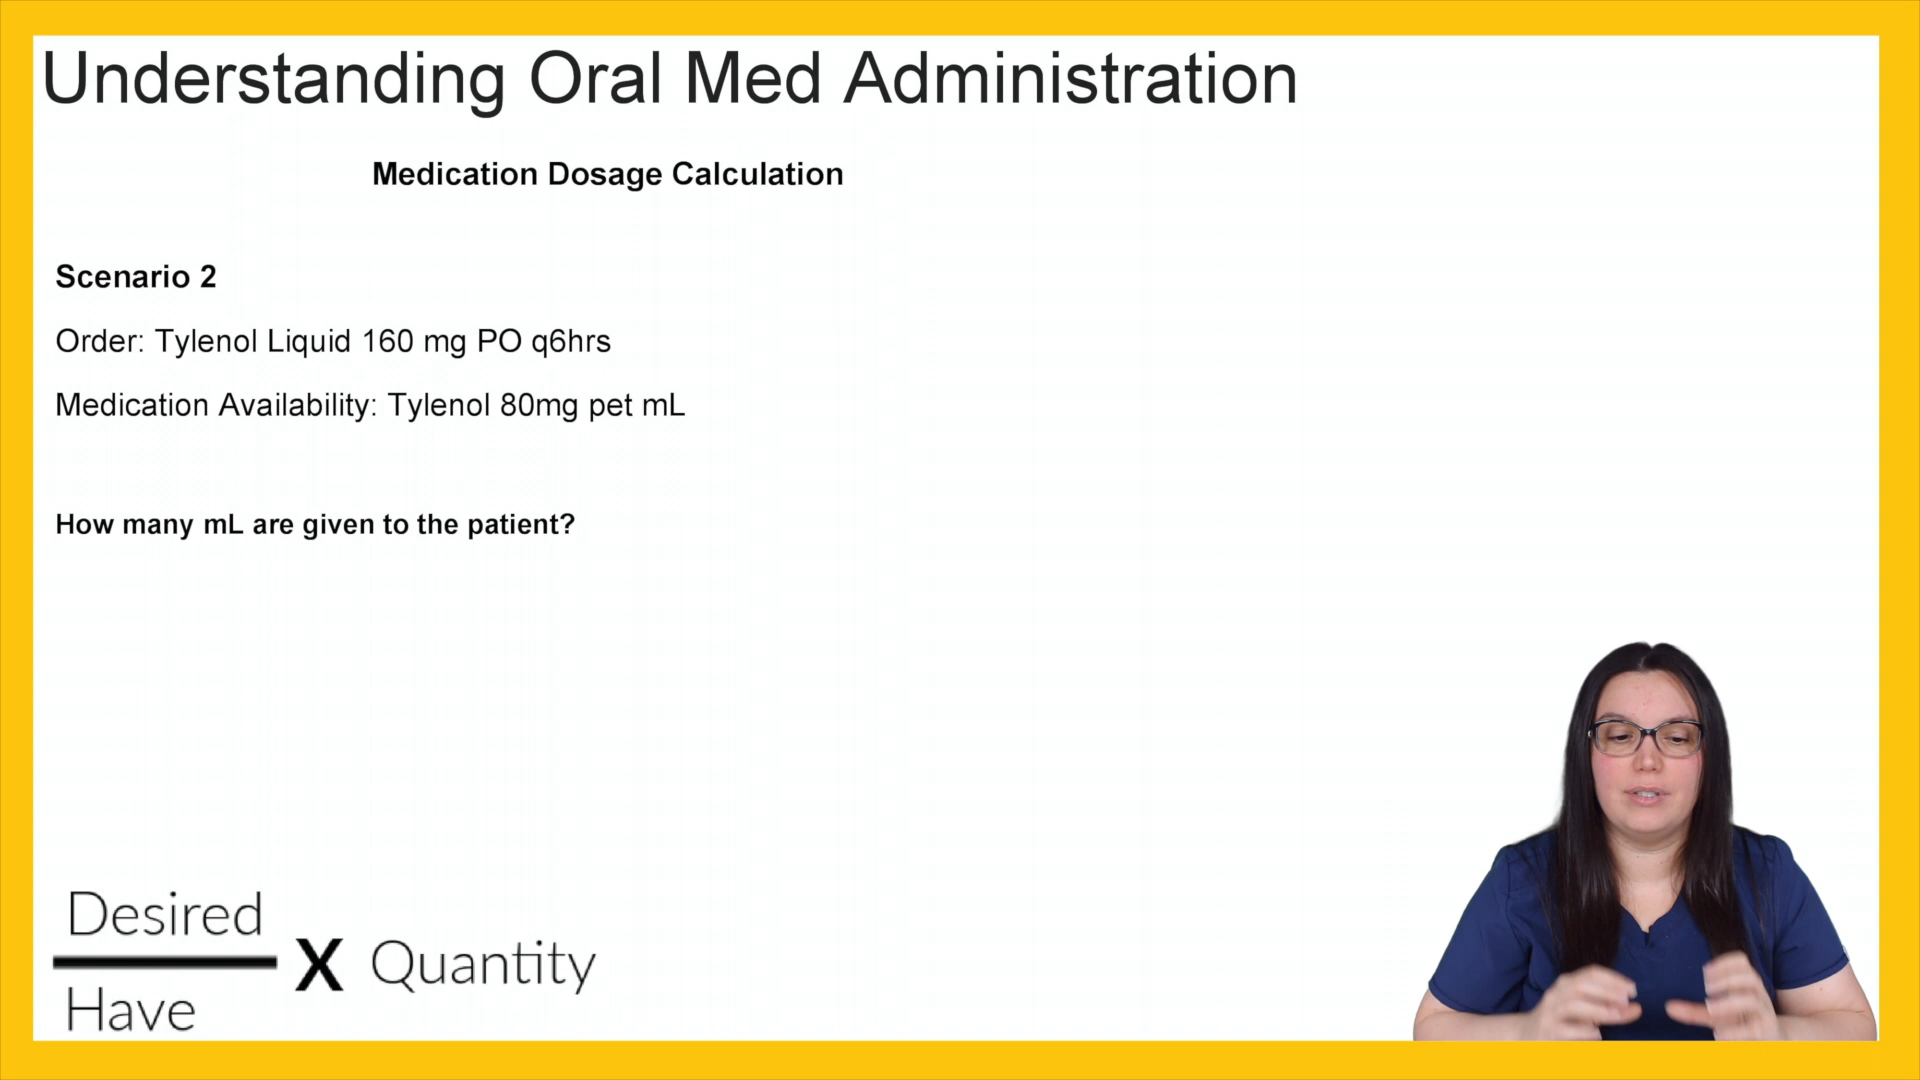 Understanding Oral Med Administration
Medication Dosage Calculation
Scenario 2
Order: Tylenol Liquid 160 mg PO q6hrs
Medication Availability: Tylenol 80mg pet mL
How many mL are given to the patient?
Desired
X Quantity
Have